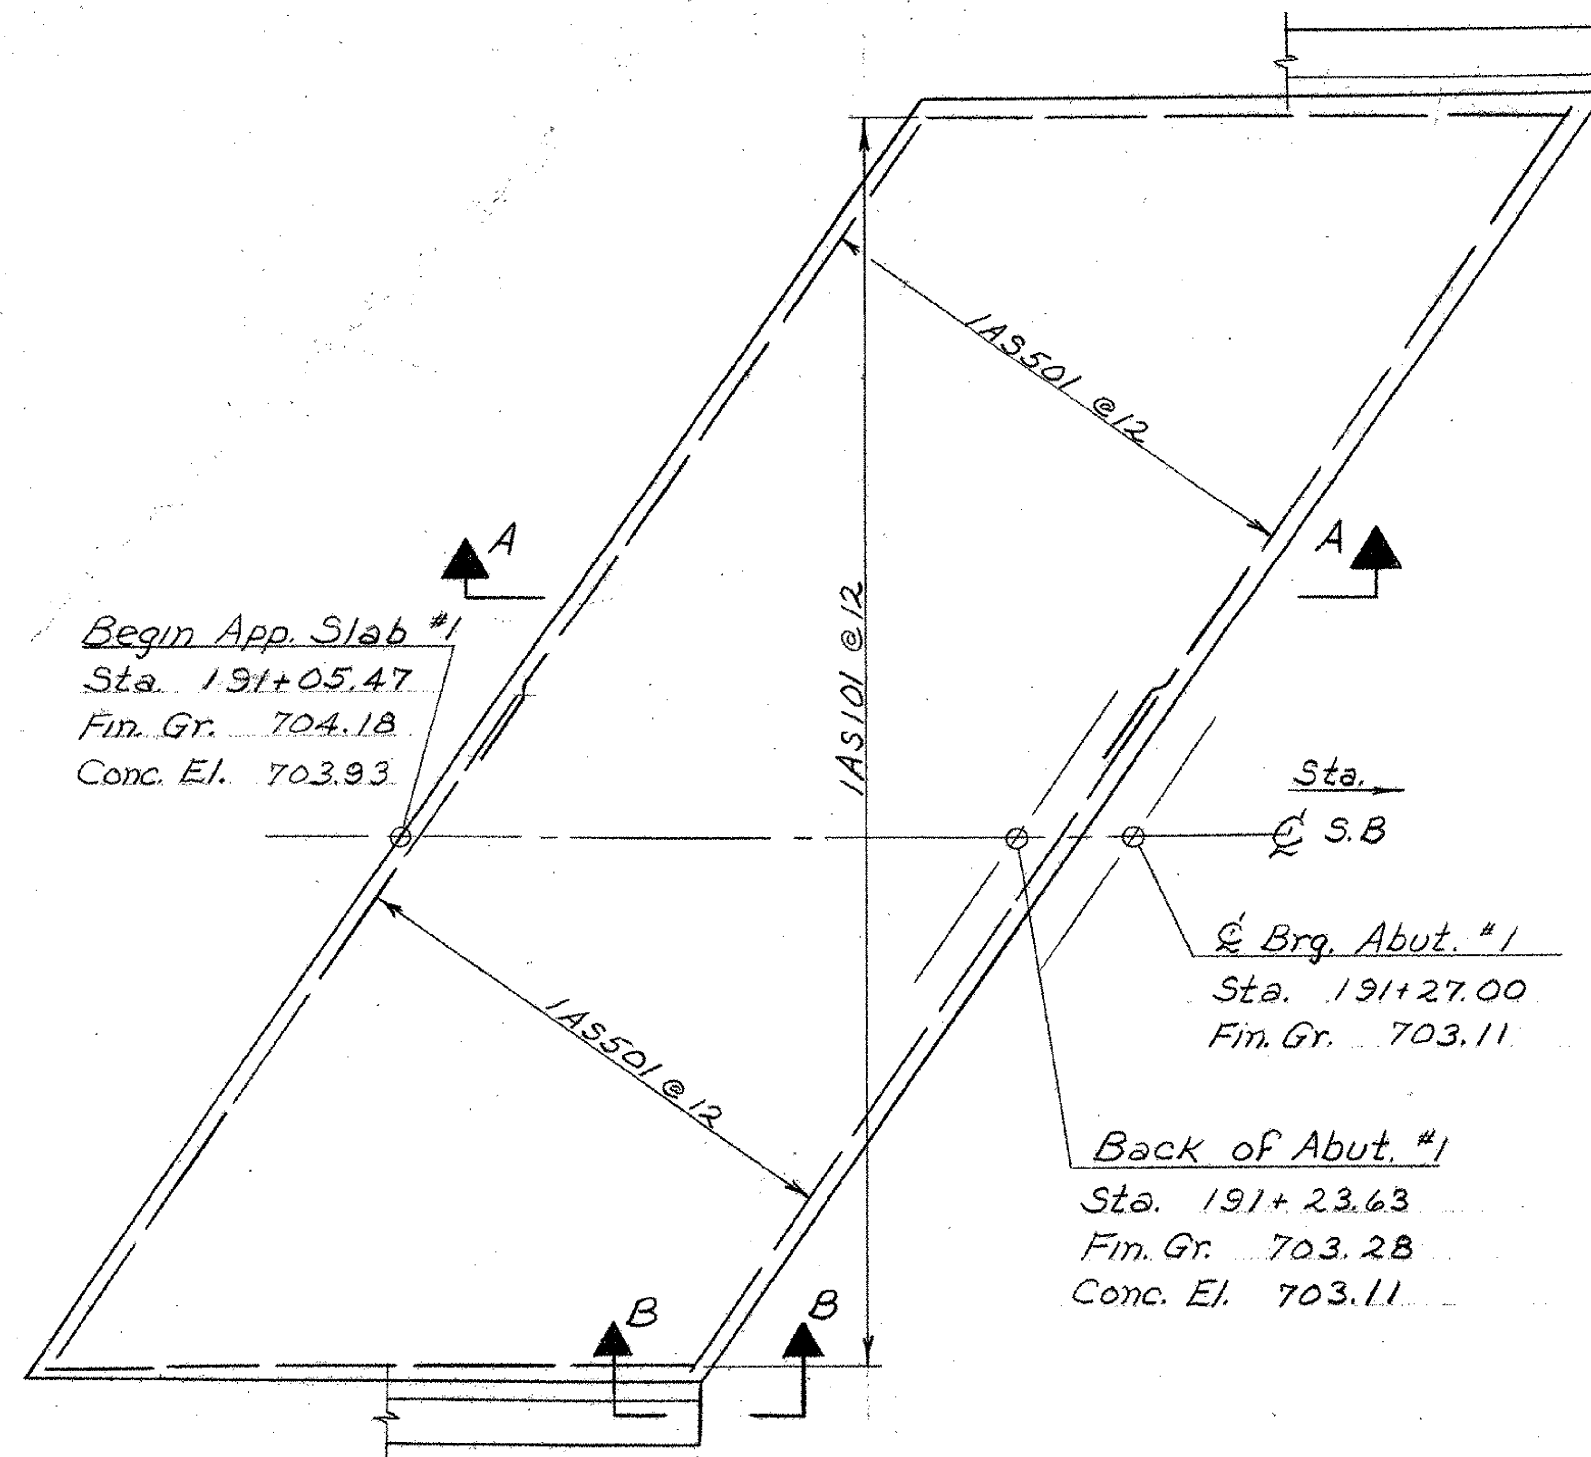 1AS501 @ 12
A
A
1AS101 @ 12
Begin App. Slab #1
Sta. 191+05.47
Fin. Gr. 704.18
Conc. El. 703.93
Sta.
℄ S.B
℄ Brg. Abut. #1
Sta. 191+27.00
Fin. Gr. 703.11
1AS501 @ 12
Back of Abut. #1
Sta. 191+23.63
Fin. Gr. 703.28
Conc. El. 703.11
B
B